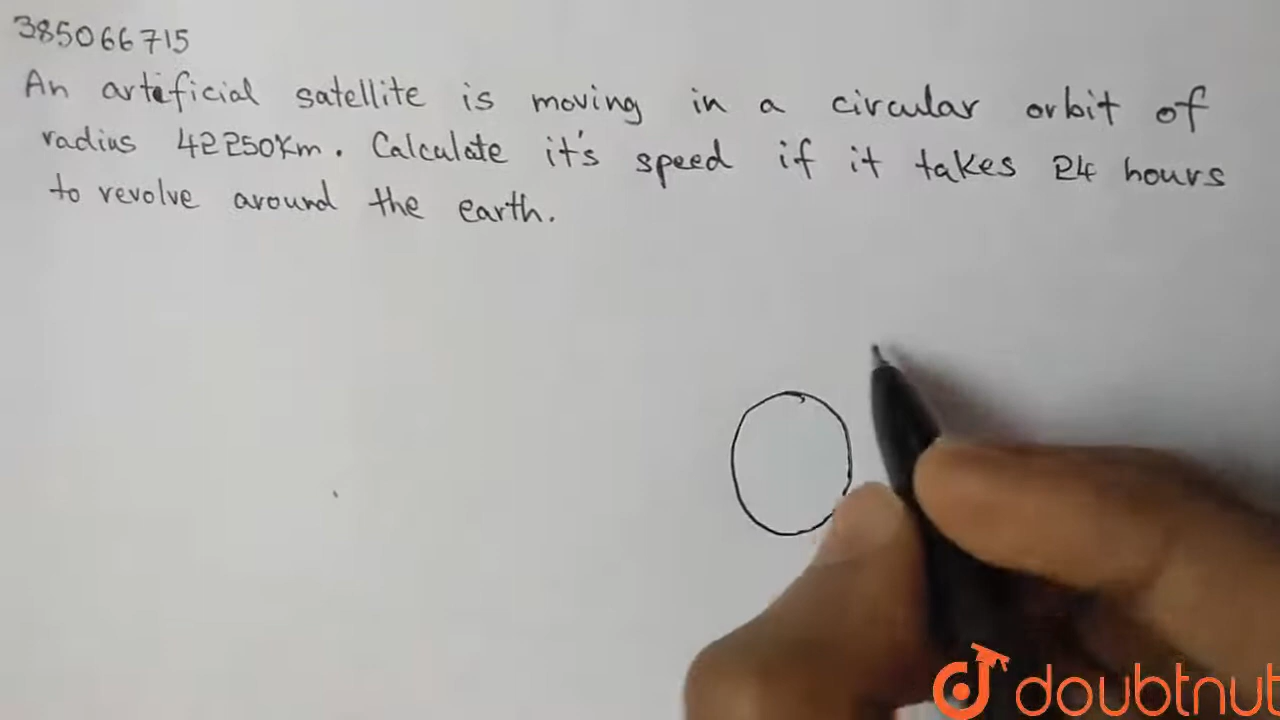 385066715
An arteficial satellite is moving in a circular orbit of
radius 42250Km. Calculate it's speed if it takes 24 hours
to revolve around the earth.
doubtnut